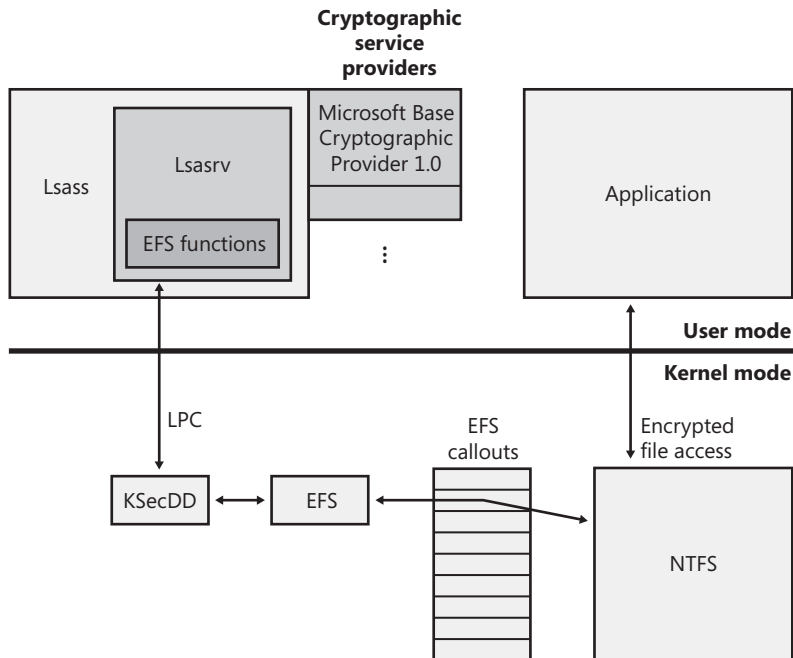 Cryptographic
service
providers
Microsoft Base
Cryptographic
Provider 1.0
Lsasrv
Lsass
EFS functions
⋮
Application
User mode
Kernel mode
LPC
EFS
callouts
Encrypted
file access
KSecDD
EFS
NTFS